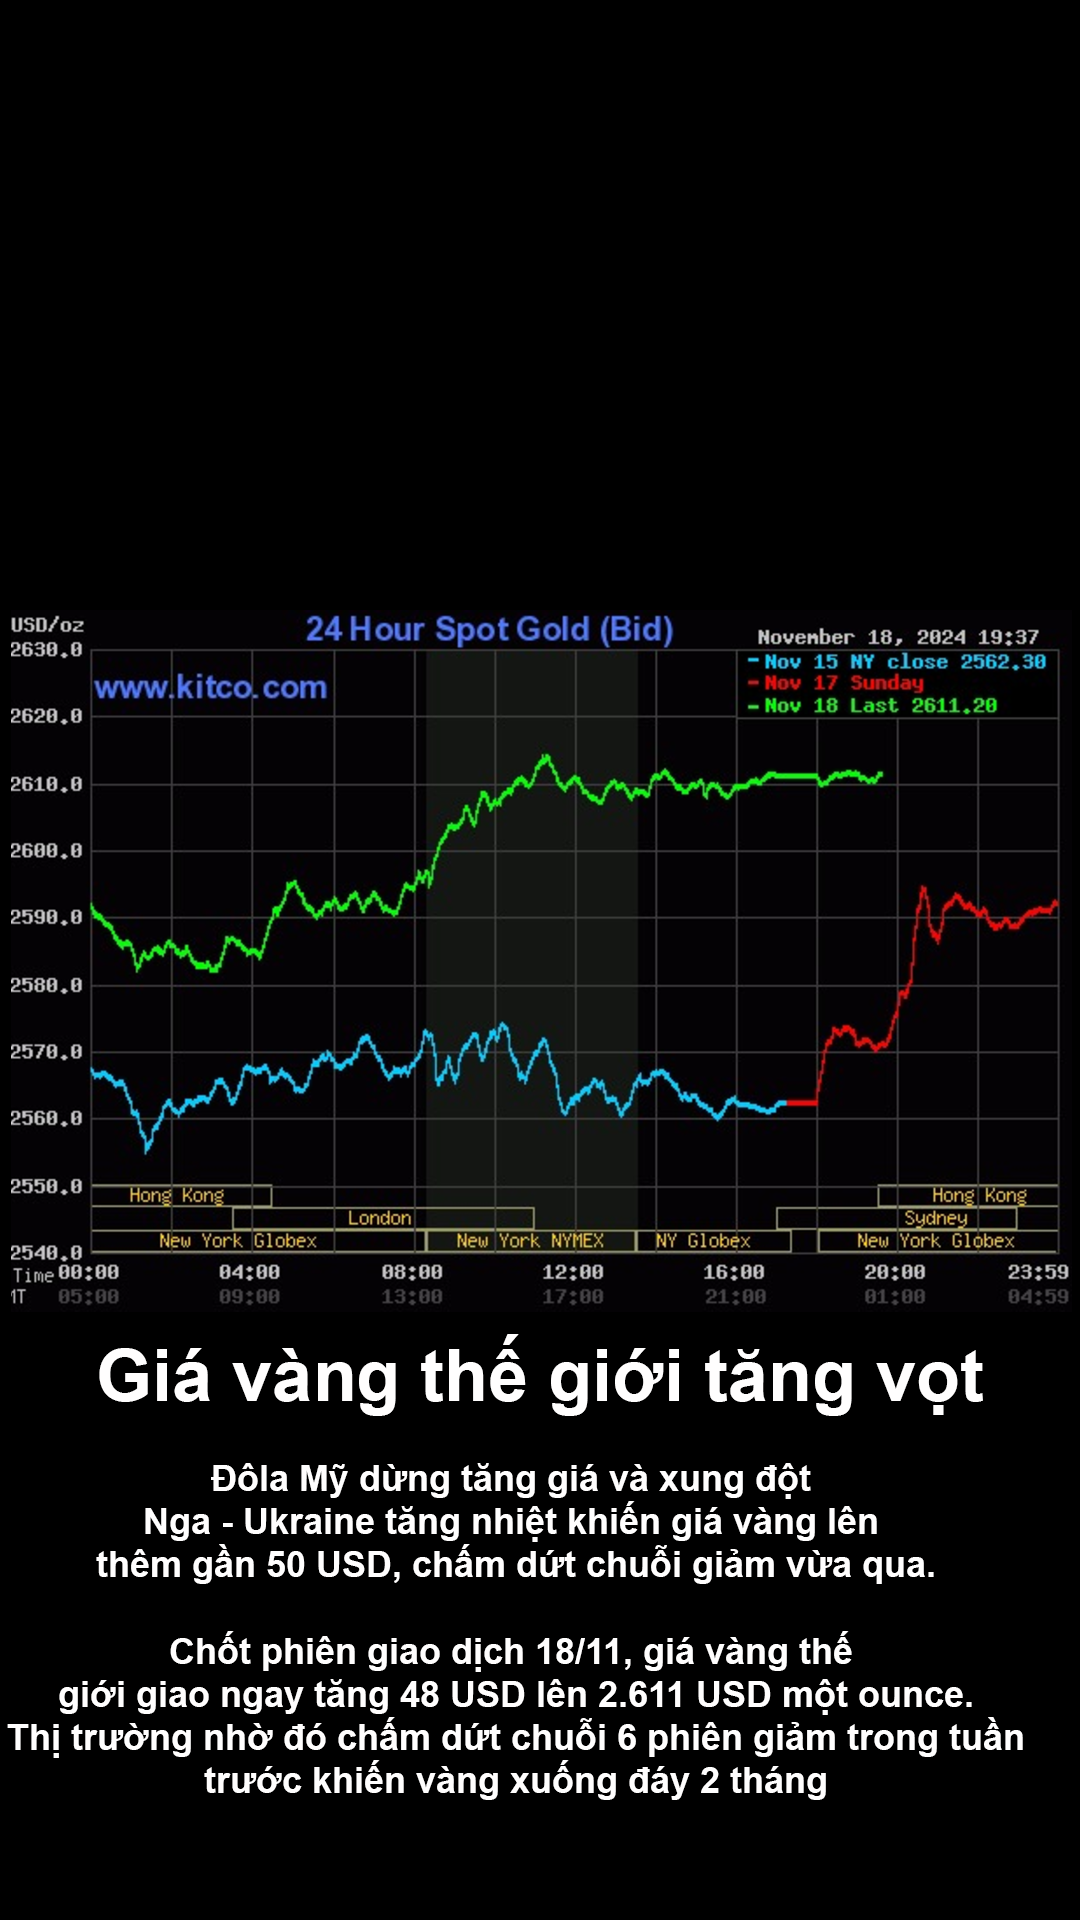 USD/oz
24 Hour Spot Gold (Bid)
November 18, 2024 19:37
2630.0
Nov 15 NY close 2562.30
www.kitco.com
Nov 17 Sunday
Nov 18 Last 2611.20
2620.0
2610.0
2600.0
2590.0
2580.0
2570.0
2560.0
2550.0
Hong Kong
Hong Kong
London
Sydney
New York Globex
New York NYMEX
NY Globex
New York Globex
2540.0
Time 00:00 04:00 08:00 12:00 16:00 20:00 23:59
MT 05:00 09:00 13:00 17:00 21:00 01:00 04:59
Giá vàng thế giới tăng vọt
Đôla Mỹ dừng tăng giá và xung đột
Nga - Ukraine tăng nhiệt khiến giá vàng lên
thêm gần 50 USD, chấm dứt chuỗi giảm vừa qua.
Chốt phiên giao dịch 18/11, giá vàng thế
giới giao ngay tăng 48 USD lên 2.611 USD một ounce.
Thị trường nhờ đó chấm dứt chuỗi 6 phiên giảm trong tuần
trước khiến vàng xuống đáy 2 tháng